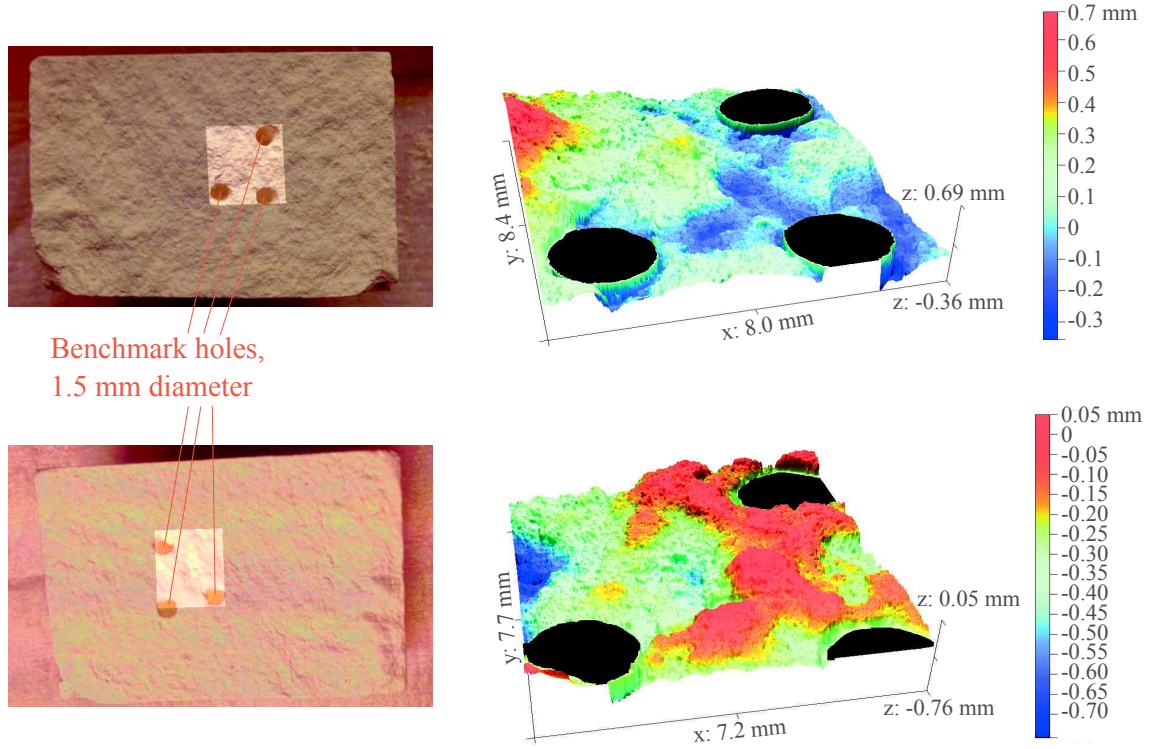 0.7 mm
0.6
0.5
0.4
0.3
0.2
0.1
0
-0.1
-0.2
-0.3
y: 8.4 mm
x: 8.0 mm
z: 0.69 mm
z: -0.36 mm
Benchmark holes,
1.5 mm diameter
0.05 mm
0
-0.05
-0.10
-0.15
-0.20
-0.25
-0.30
-0.35
-0.40
-0.45
-0.50
-0.55
-0.60
-0.65
-0.70
y: 7.7 mm
x: 7.2 mm
z: 0.05 mm
z: -0.76 mm